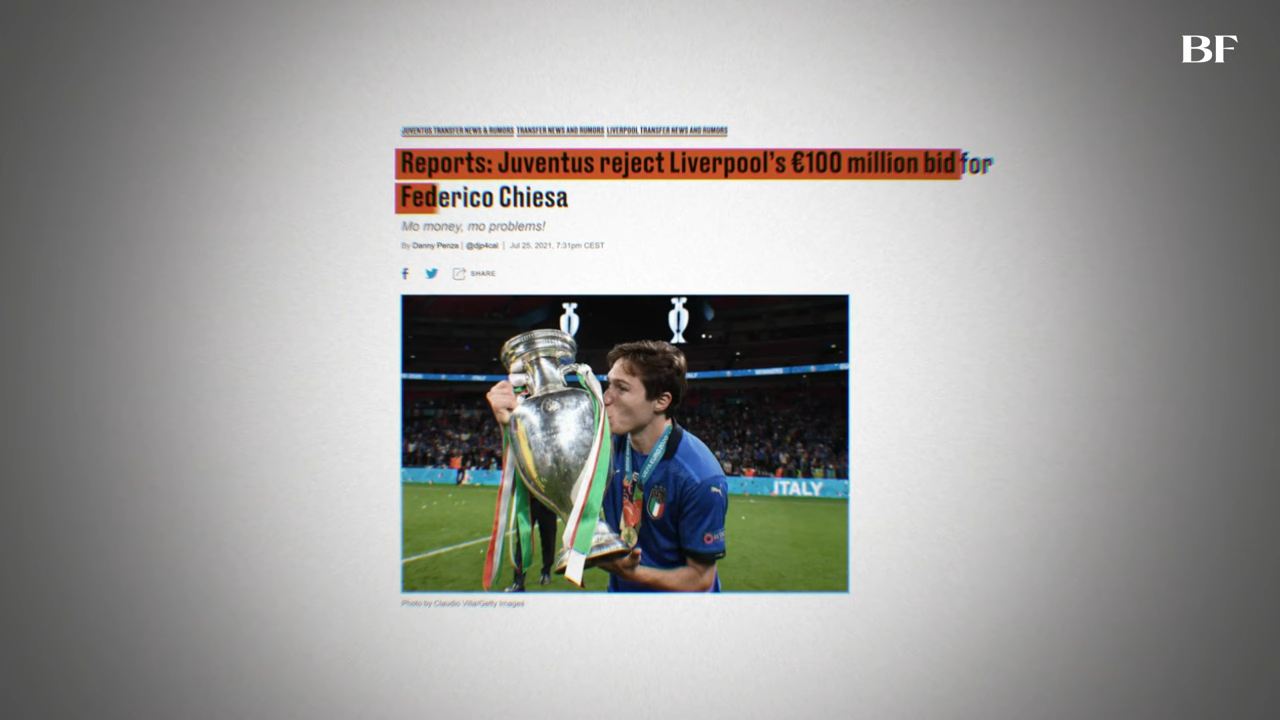 BF
JUVENTUS TRANSFER NEWS & RUMORS TRANSFER NEWS AND RUMORS LIVERPOOL TRANSFER NEWS AND RUMORS
Reports: Juventus reject Liverpool's €100 million bid for
Federico Chiesa
Mo money, mo problems!
By Danny Penza | @djp4cal | Jul 25, 2021, 7:31pm CEST
SHARE
ITALY
Photo by Claudio Villa/Getty Images